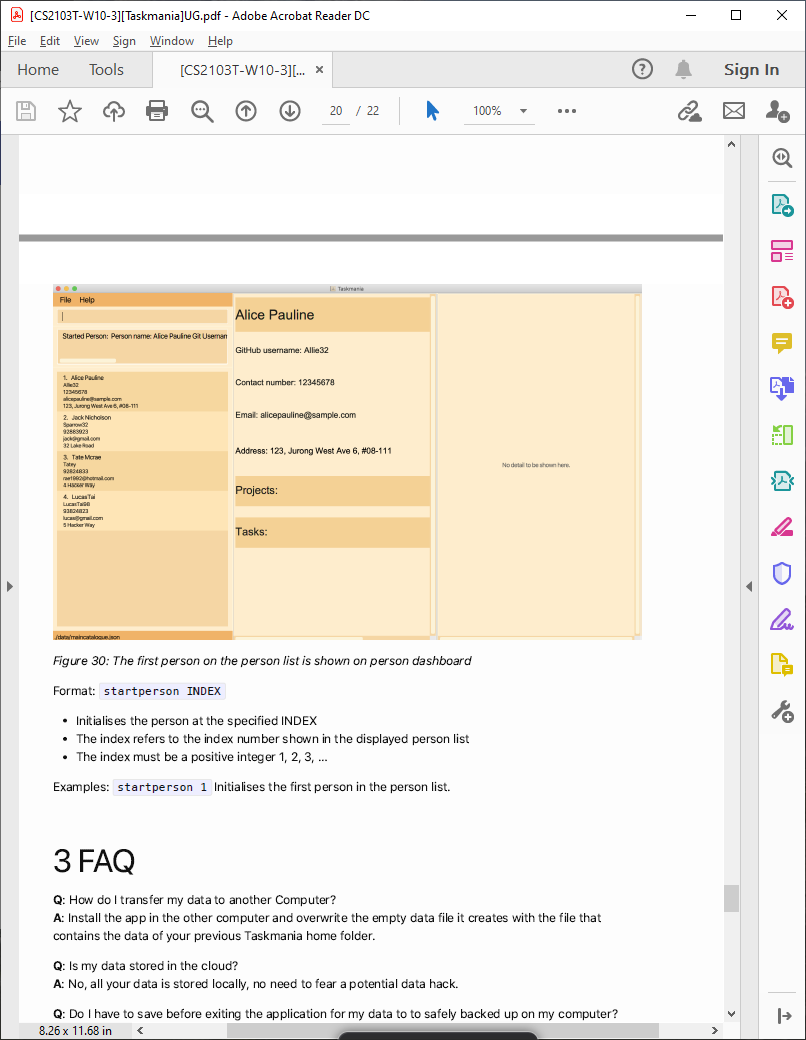 [CS2103T-W10-3][Taskmania]UG.pdf - Adobe Acrobat Reader DC
File Edit View Sign Window Help
Home Tools [CS2103T-W10-3][... × Sign In
20 / 22 100%
Taskmania
File Help
Started Person: Person name: Alice Pauline Git Usernam
1. Alice Pauline
Allie32
12345678
alicepauline@sample.com
123, Jurong West Ave 6, #08-111
2. Jack Nicholson
Sparrow32
92883923
jack@gmail.com
32 Lake Road
3. Tate Mcrae
Tatey
92824833
me1992@hotmail.com
4 Hacker Way
4. LucasTai
LucasTai98
93824823
lucas@gmail.com
5 Hacker Way
./data/maincatalogue.json
Alice Pauline
GitHub username: Allie32
Contact number: 12345678
Email: alicepauline@sample.com
Address: 123, Jurong West Ave 6, #08-111
Projects:
Tasks:
No detail to be shown here.
Figure 30: The first person on the person list is shown on person dashboard
Format: startperson INDEX
• Initialises the person at the specified INDEX
• The index refers to the index number shown in the displayed person list
• The index must be a positive integer 1, 2, 3, ...
Examples: startperson 1 Initialises the first person in the person list.
3 FAQ
Q: How do I transfer my data to another Computer?
A: Install the app in the other computer and overwrite the empty data file it creates with the file that
contains the data of your previous Taskmania home folder.
Q: Is my data stored in the cloud?
A: No, all your data is stored locally, no need to fear a potential data hack.
Q: Do I have to save before exiting the application for my data to to safely backed up on my computer?
8.26 x 11.68 in